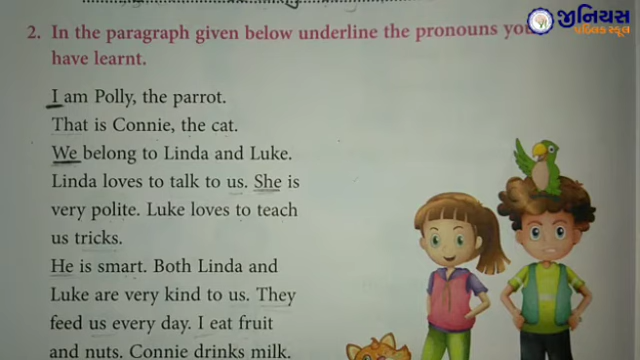 જીનિયસ
પબ્લિક સ્કૂલ
2. In the paragraph given below underline the pronouns you
have learnt.
I am Polly, the parrot.
That is Connie, the cat.
We belong to Linda and Luke.
Linda loves to talk to us. She is
very polite. Luke loves to teach
us tricks.
He is smart. Both Linda and
Luke are very kind to us. They
feed us every day. I eat fruit
and nuts. Connie drinks milk.